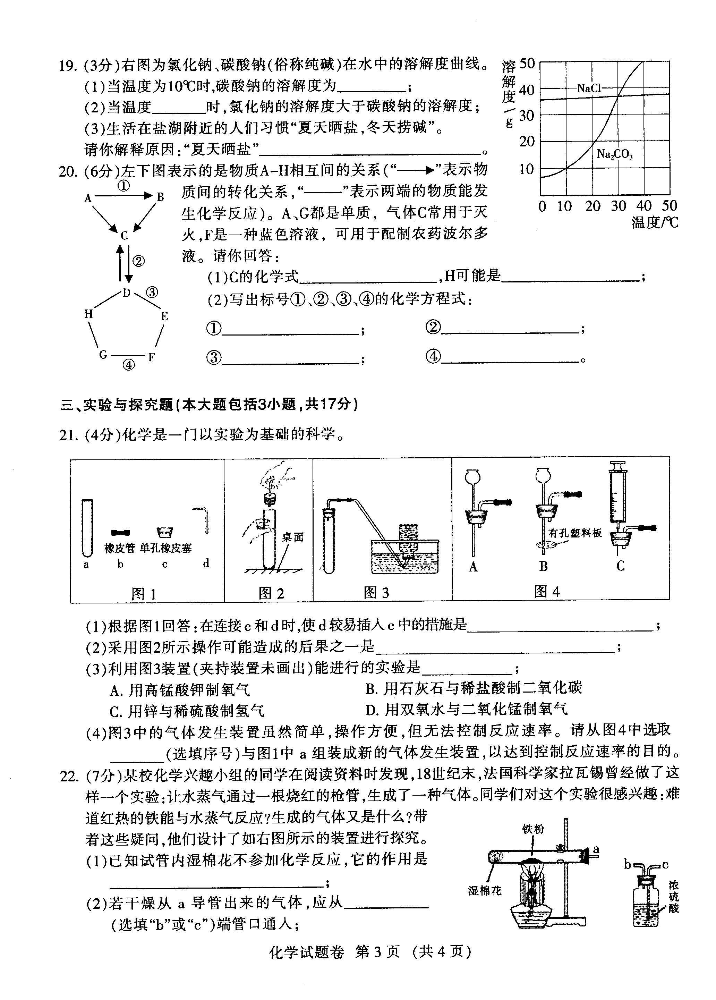 19. (3分)右图为氯化钠、碳酸钠(俗称纯碱)在水中的溶解度曲线。
(1)当温度为10℃时,碳酸钠的溶解度为________;
(2)当温度______时,氯化钠的溶解度大于碳酸钠的溶解度;
(3)生活在盐湖附近的人们习惯“夏天晒盐,冬天捞碱”。
请你解释原因:“夏天晒盐”________________________。
溶解度/g
50
40
30
20
10
NaCl
Na₂CO₃
0 10 20 30 40 50
温度/℃
20. (6分)左下图表示的是物质A-H相互间的关系(“——▶”表示物
质间的转化关系,“——”表示两端的物质能发
生化学反应)。A、G都是单质, 气体C常用于灭
火,F是一种蓝色溶液, 可用于配制农药波尔多
液。请你回答:
① A B
C
②
D ③
H E
G F
④
(1)C的化学式________________,H可能是________________;
(2)写出标号①、②、③、④的化学方程式:
①________________; ②________________;
③________________; ④________________。
三、实验与探究题(本大题包括3小题,共17分)
21. (4分)化学是一门以实验为基础的科学。
橡皮管 单孔橡皮塞
a b c d
图 1
桌面
图 2
图 3
有孔塑料板
A B C
图 4
(1)根据图1回答:在连接c和d时,使d较易插入c中的措施是____________________;
(2)采用图2所示操作可能造成的后果之一是__________________________;
(3)利用图3装置(夹持装置未画出)能进行的实验是__________;
A. 用高锰酸钾制氧气 B. 用石灰石与稀盐酸制二氧化碳
C. 用锌与稀硫酸制氢气 D. 用双氧水与二氧化锰制氧气
(4)图3中的气体发生装置虽然简单,操作方便,但无法控制反应速率。请从图4中选取
______(选填序号)与图1中 a 组装成新的气体发生装置,以达到控制反应速率的目的。
22. (7分)某校化学兴趣小组的同学在阅读资料时发现,18世纪末,法国科学家拉瓦锡曾经做了这
样一个实验:让水蒸气通过一根烧红的枪管,生成了一种气体。同学们对这个实验很感兴趣:难
道红热的铁能与水蒸气反应?生成的气体又是什么?带
着这些疑问,他们设计了如右图所示的装置进行探究。
(1)已知试管内湿棉花不参加化学反应,它的作用是
________________________;
(2)若干燥从 a 导管出来的气体,应从__________
(选填“b”或“c”)端管口通入;
铁粉
a
湿棉花
b c
浓硫酸
化学试题卷 第 3 页 (共 4 页)